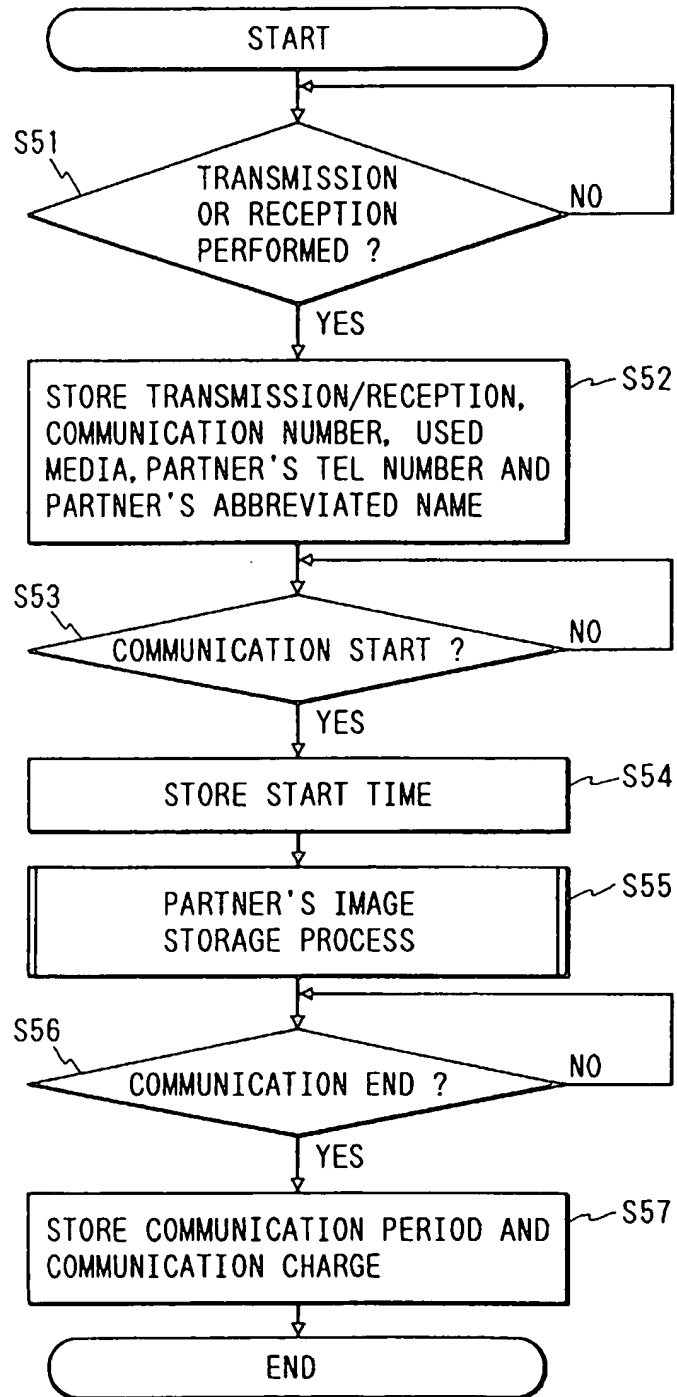 START
S51
TRANSMISSION
OR RECEPTION
PERFORMED ?
NO
YES
S52
STORE TRANSMISSION/RECEPTION,
COMMUNICATION NUMBER, USED
MEDIA, PARTNER'S TEL NUMBER AND
PARTNER'S ABBREVIATED NAME
S53
COMMUNICATION START ?
NO
YES
S54
STORE START TIME
S55
PARTNER'S IMAGE
STORAGE PROCESS
S56
COMMUNICATION END ?
NO
YES
S57
STORE COMMUNICATION PERIOD AND
COMMUNICATION CHARGE
END